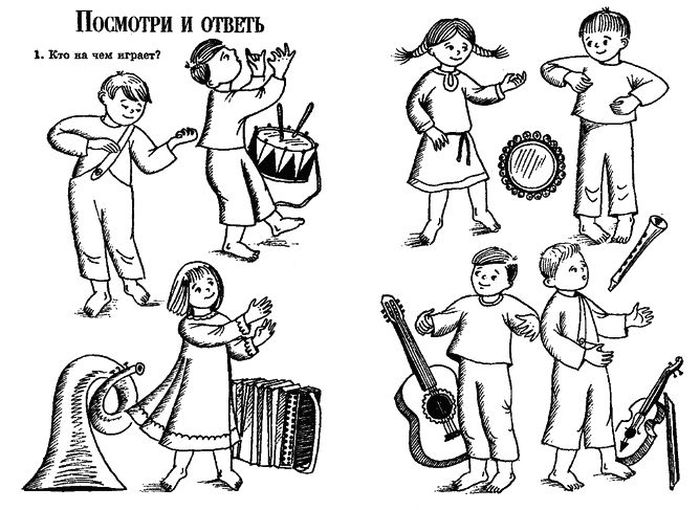 Посмотри и ответь
1. Кто на чем играет?